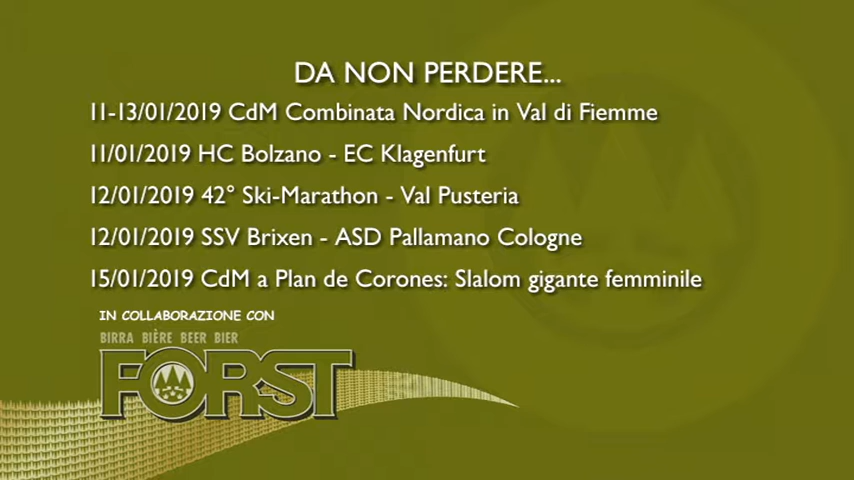 DA NON PERDERE...
11-13/01/2019 CdM Combinata Nordica in Val di Fiemme
11/01/2019 HC Bolzano - EC Klagenfurt
12/01/2019 42° Ski-Marathon - Val Pusteria
12/01/2019 SSV Brixen - ASD Pallamano Cologne
15/01/2019 CdM a Plan de Corones: Slalom gigante femminile
IN COLLABORAZIONE CON
BIRRA BIÈRE BEER BIER
FORST